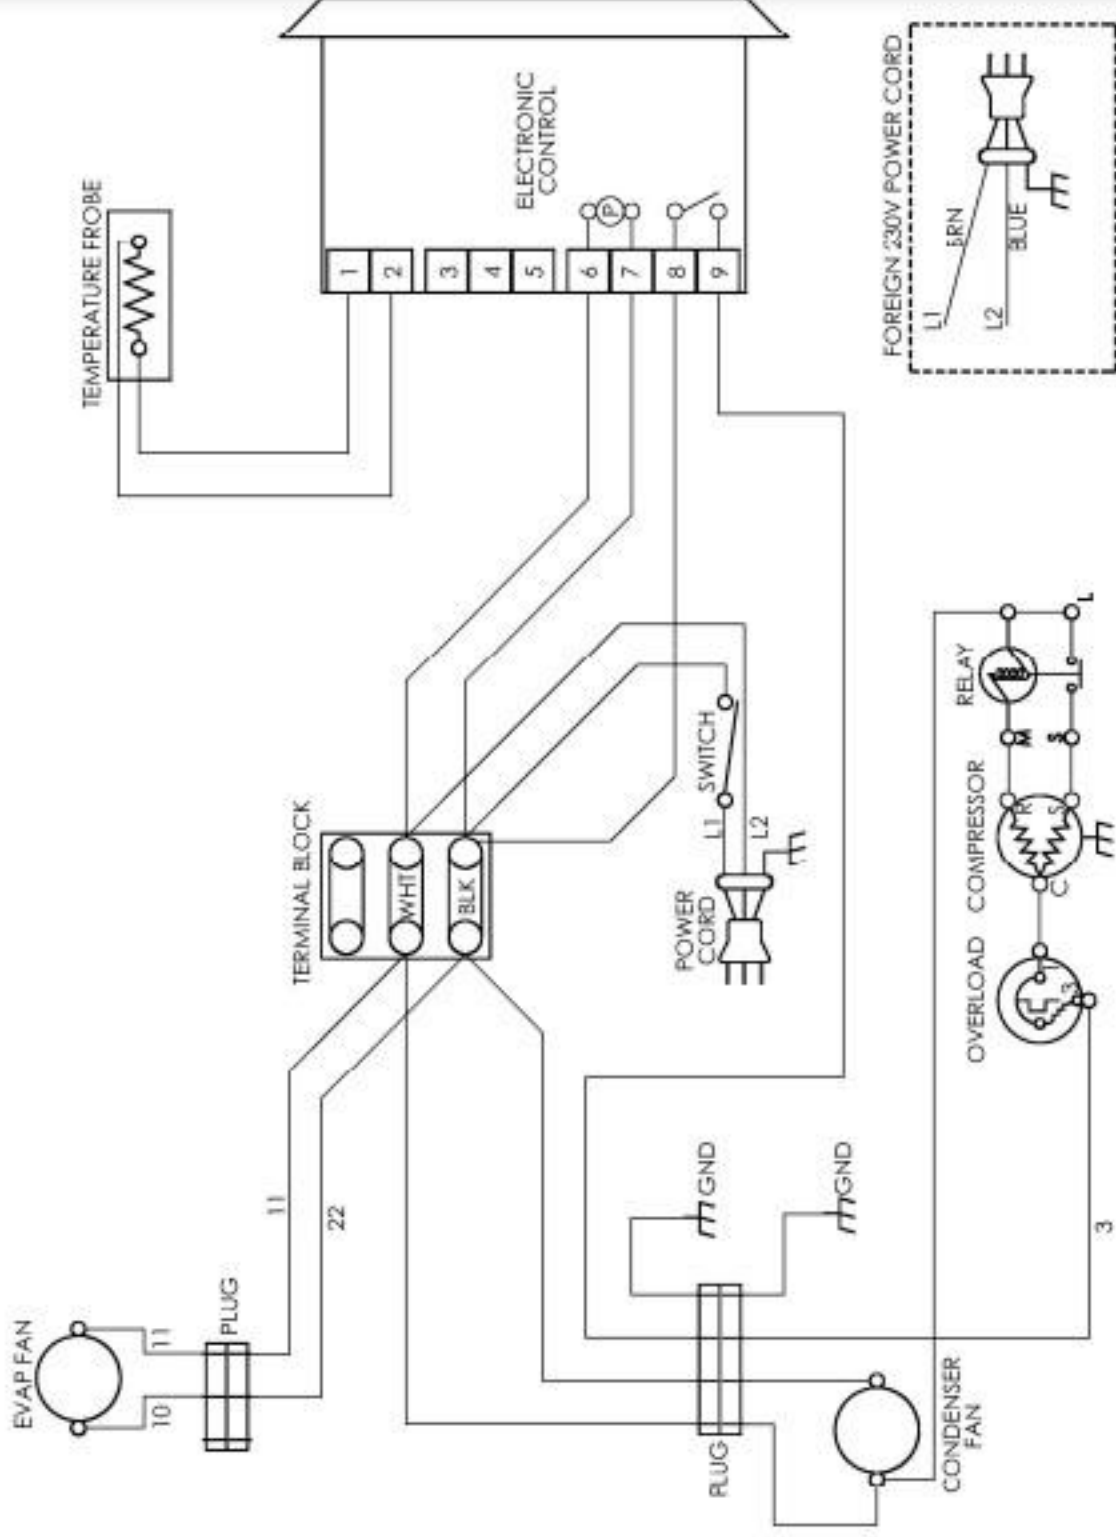 TEMPERATURE FROBE
ELECTRONIC
CONTROL
P
1
2
3
4
5
6
7
8
9
FOREIGN 230V POWER CORD
L1
BRN
L2
BLUE
TERMINAL BLOCK
WHT
BLK
SWITCH
L1
L2
POWER
CORD
RELAY
L
M
S
COMPRESSOR
R
S
C
OVERLOAD
1
3
EVAP FAN
11
10
PLUG
11
22
GND
GND
PLUG
CONDENSER
FAN
3